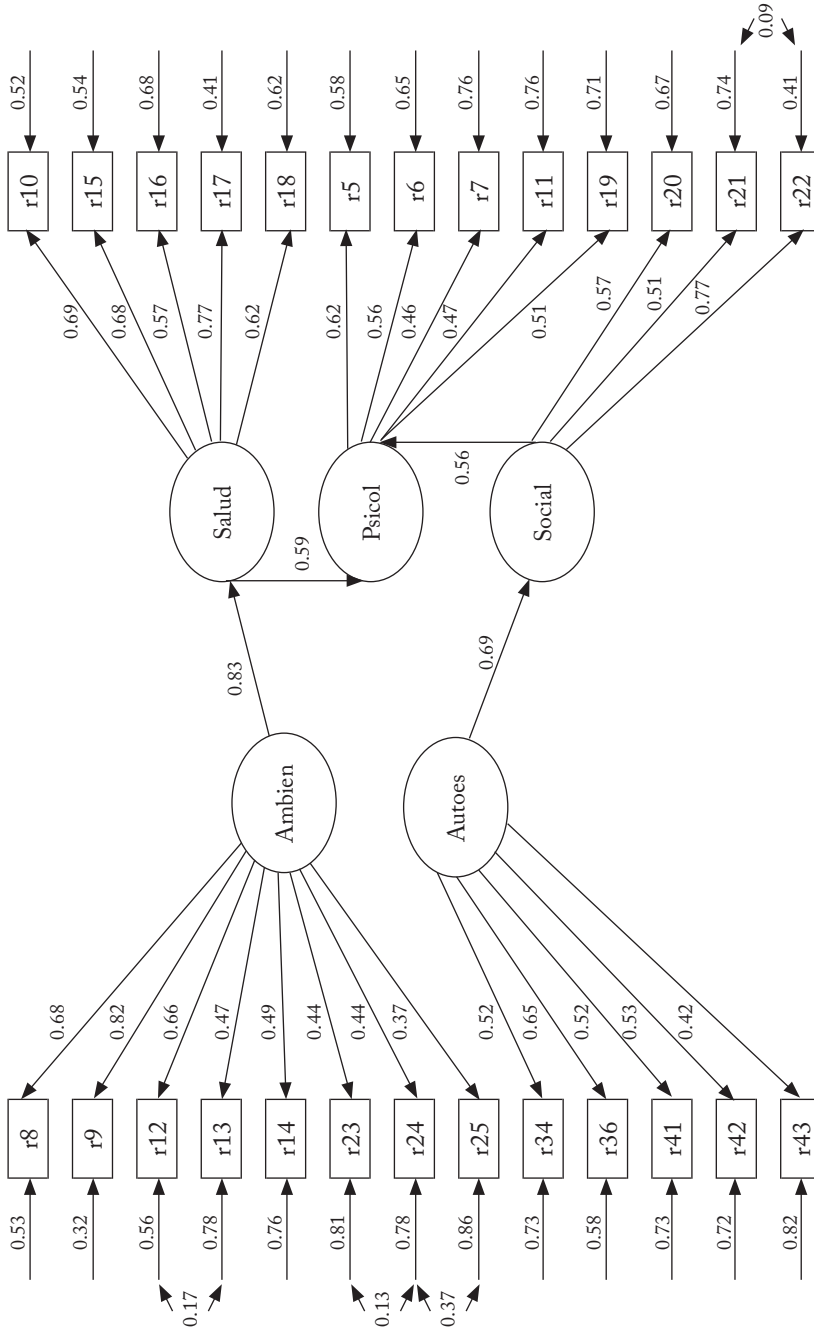 0.52
0.54
0.68
0.41
0.62
0.58
0.65
0.76
0.76
0.71
0.67
0.74
0.41
0.09
r10
r15
r16
r17
r18
r5
r6
r7
r11
r19
r20
r21
r22
0.69
0.68
0.57
0.77
0.62
0.62
0.56
0.46
0.47
0.51
0.57
0.51
0.77
Salud
Psicol
Social
0.59
0.56
0.83
0.69
Ambien
Autoes
0.68
0.82
0.66
0.47
0.49
0.44
0.44
0.37
0.52
0.65
0.52
0.53
0.42
r8
r9
r12
r13
r14
r23
r24
r25
r34
r36
r41
r42
r43
0.53
0.32
0.56
0.78
0.76
0.81
0.78
0.86
0.73
0.58
0.73
0.72
0.82
0.17
0.13
0.37